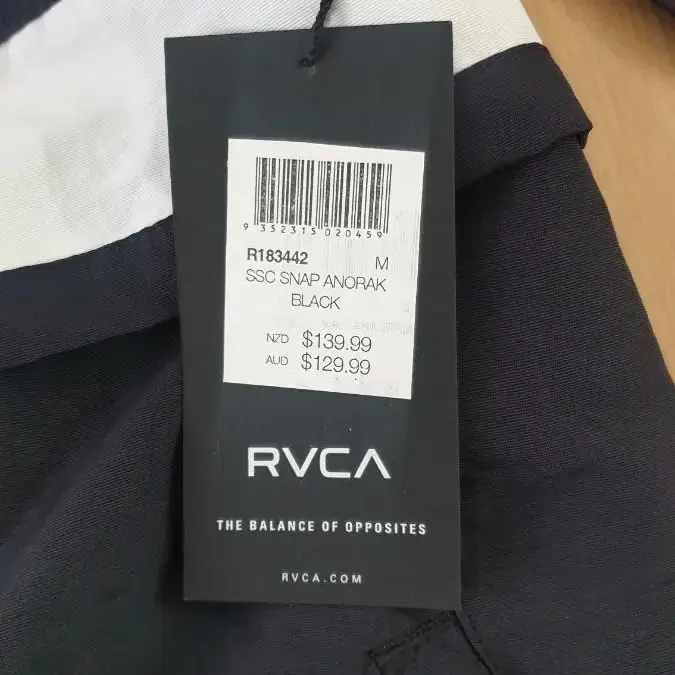 9 352315 020459
R183442 M
SSC SNAP ANORAK
BLACK
NZD $139.99
AUD $129.99
RVCA
THE BALANCE OF OPPOSITES
RVCA.COM